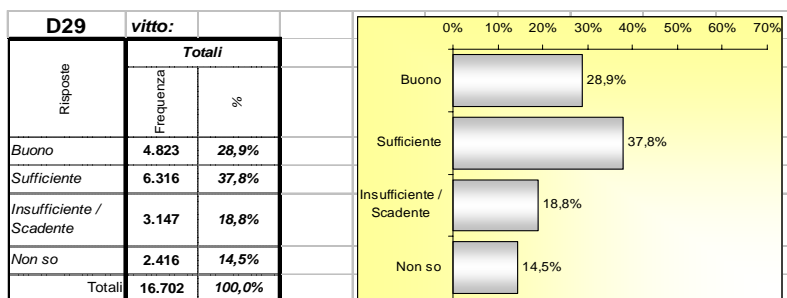 D29 vitto:
Risposte Totali
Frequenza %
Buono 4.823 28,9%
Sufficiente 6.316 37,8%
Insufficiente /
Scadente 3.147 18,8%
Non so 2.416 14,5%
Totali 16.702 100,0%
0% 10% 20% 30% 40% 50% 60% 70%
Buono 28,9%
Sufficiente 37,8%
Insufficiente /
Scadente 18,8%
Non so 14,5%